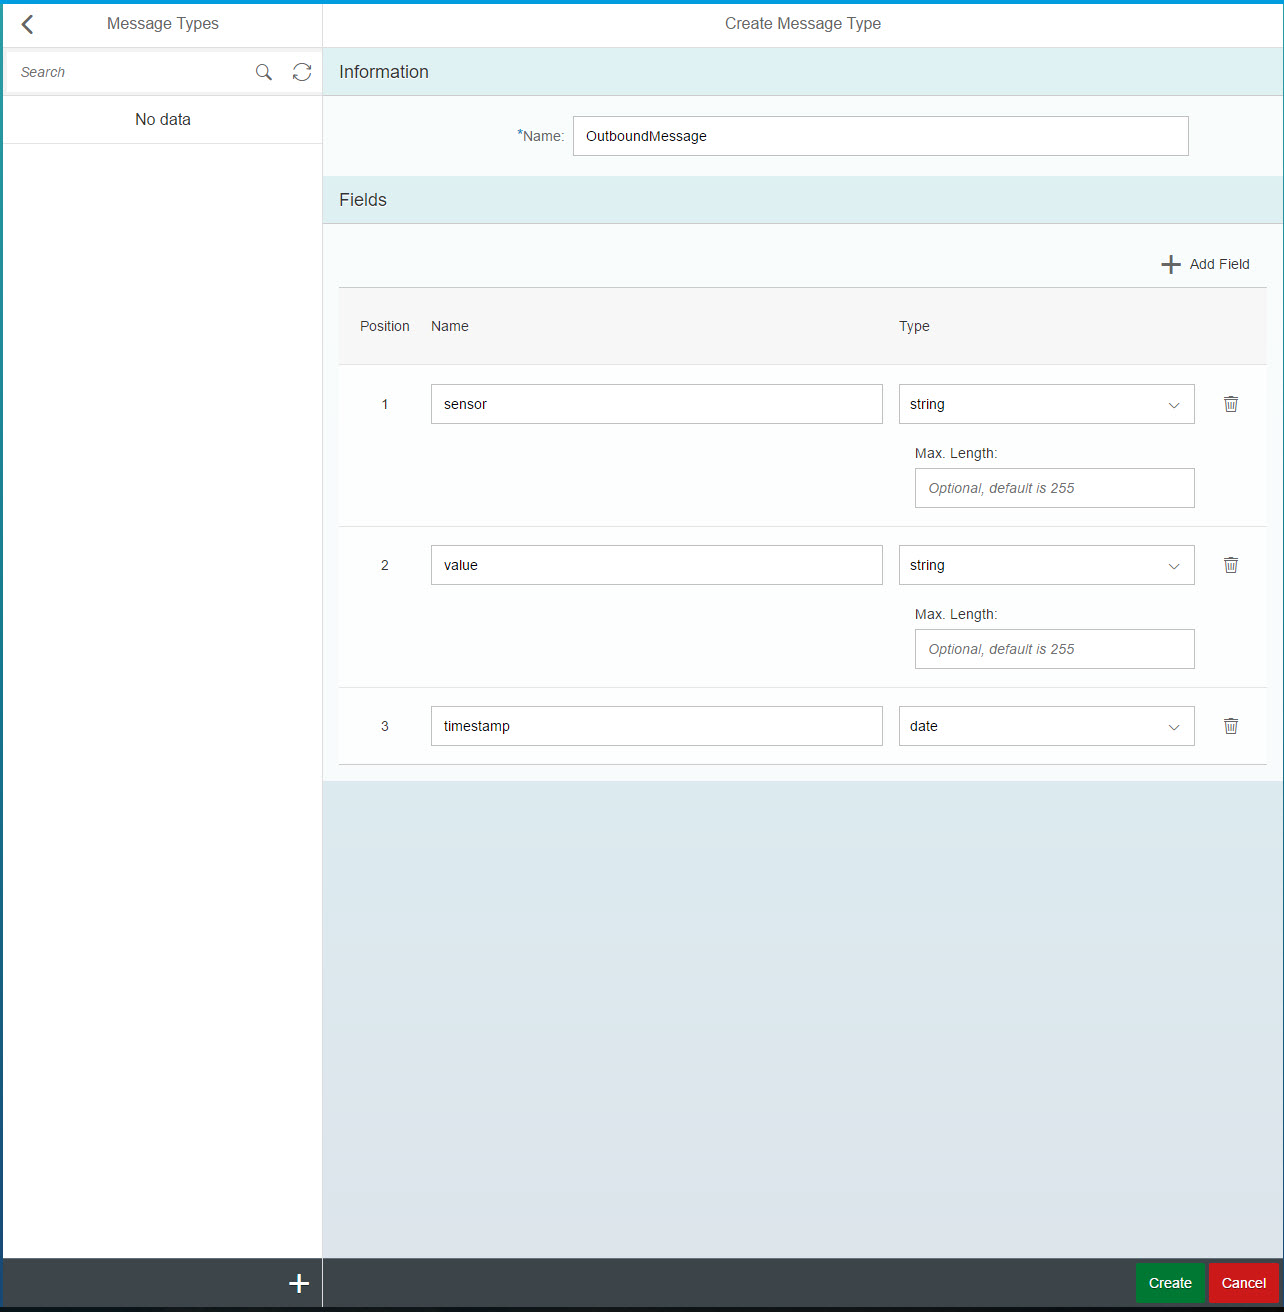 Message Types
Create Message Type
Search
No data
Information
*Name: OutboundMessage
Fields
Add Field
Position Name Type
1 sensor string
Max. Length:
Optional, default is 255
2 value string
Max. Length:
Optional, default is 255
3 timestamp date
Create Cancel